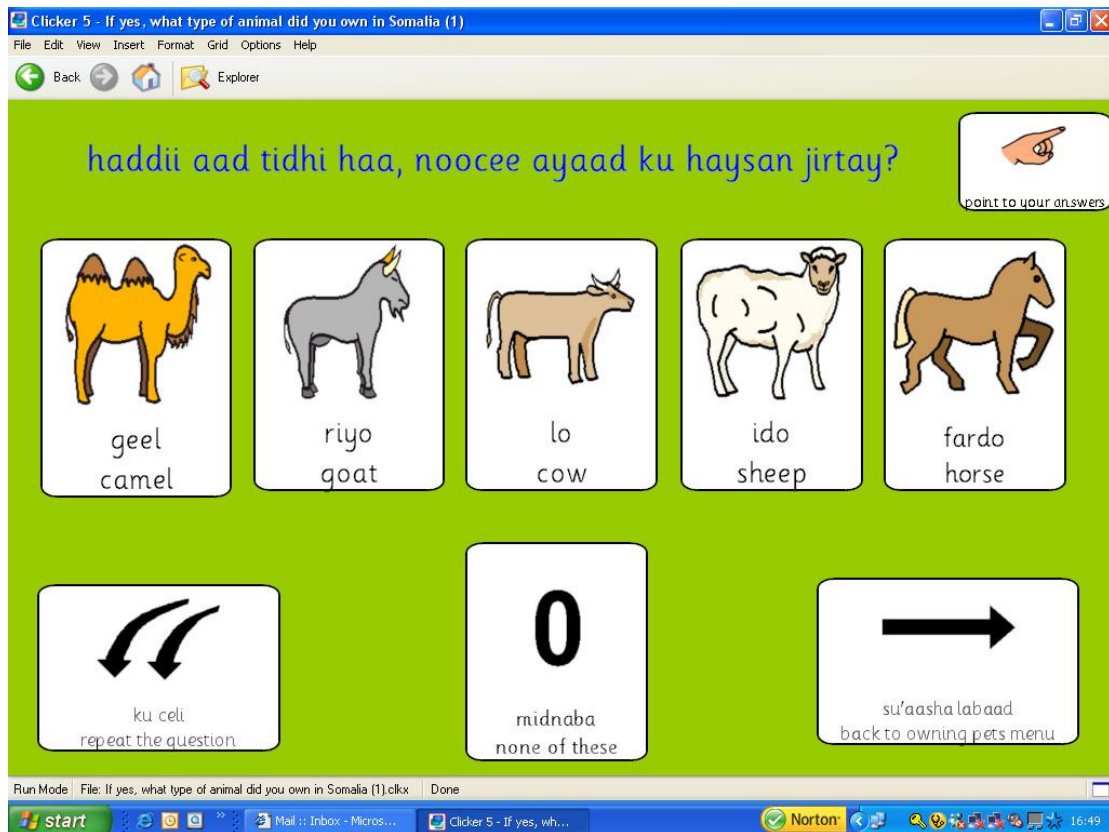 Clicker 5 - If yes, what type of animal did you own in Somalia (1)
File Edit View Insert Format Grid Options Help
Back Explorer
haddii aad tidhi haa, noocee ayaad ku haysan jirtay?
point to your answers
geel
camel
riyo
goat
lo
cow
ido
sheep
fardo
horse
ku celi
repeat the question
0
midnaba
none of these
su'aasha labaad
back to owning pets menu
Run Mode File: If yes, what type of animal did you own in Somalia (1).clkx Done
start Mail :: Inbox - Micros... Clicker 5 - If yes, wh... Norton 16:49